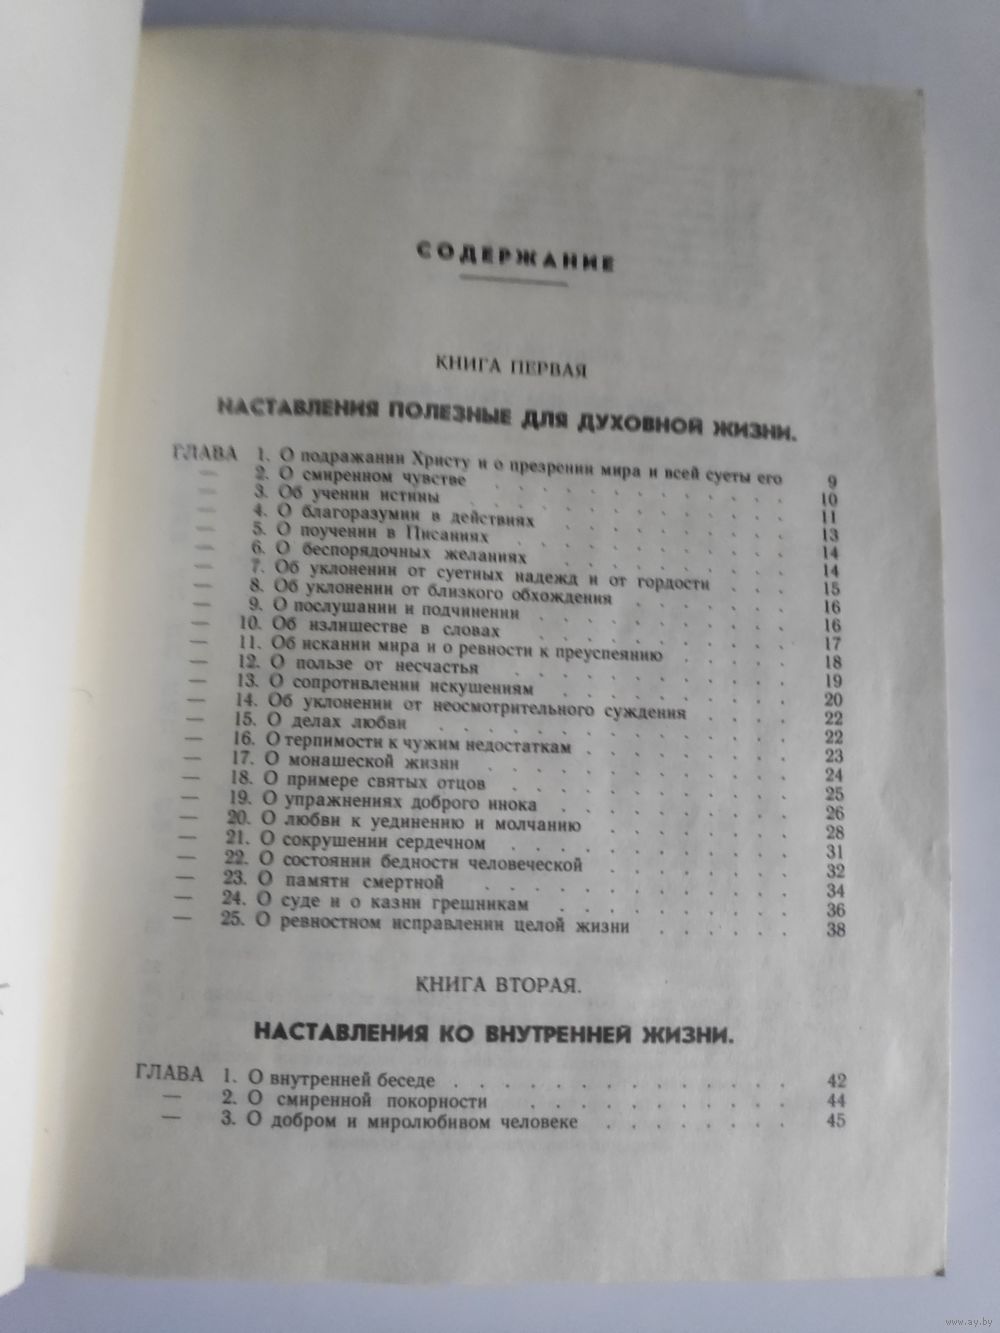 СОДЕРЖАНИЕ
КНИГА ПЕРВАЯ
НАСТАВЛЕНИЯ ПОЛЕЗНЫЕ ДЛЯ ДУХОВНОЙ ЖИЗНИ.
ГЛАВА 1. О подражании Христу и о презрении мира и всей суеты его 9
— 2. О смиренном чувстве . . . . . . . . . . . . 10
— 3. Об учении истины . . . . . . . . . . . . . 11
— 4. О благоразумии в действиях . . . . . . . . . . 13
— 5. О поучении в Писаниях . . . . . . . . . . . 14
— 6. О беспорядочных желаниях . . . . . . . . . . 14
— 7. Об уклонении от суетных надежд и от гордости . . . 15
— 8. Об уклонении от близкого обхождения . . . . . . . 16
— 9. О послушании и подчинении . . . . . . . . . . 16
— 10. Об излишестве в словах . . . . . . . . . . . 17
— 11. Об искании мира и о ревности к преуспеянию . . . . . 18
— 12. О пользе от несчастья . . . . . . . . . . . . 19
— 13. О сопротивлении искушениям . . . . . . . . . . 20
— 14. Об уклонении от неосмотрительного суждения . . . . 22
— 15. О делах любви . . . . . . . . . . . . . . 22
— 16. О терпимости к чужим недостаткам . . . . . . . . 23
— 17. О монашеской жизни . . . . . . . . . . . . 24
— 18. О примере святых отцов . . . . . . . . . . . 25
— 19. О упражнениях доброго инока . . . . . . . . . . 26
— 20. О любви к уединению и молчанию . . . . . . . . 28
— 21. О сокрушении сердечном . . . . . . . . . . . 31
— 22. О состоянии бедности человеческой . . . . . . . . 32
— 23. О памяти смертной . . . . . . . . . . . . . 34
— 24. О суде и о казни грешникам . . . . . . . . . . 36
— 25. О ревностном исправлении целой жизни . . . . . . 38
КНИГА ВТОРАЯ.
НАСТАВЛЕНИЯ КО ВНУТРЕННЕЙ ЖИЗНИ.
ГЛАВА 1. О внутренней беседе . . . . . . . . . . . . . 42
— 2. О смиренной покорности . . . . . . . . . . . 44
— 3. О добром и миролюбивом человеке . . . . . . . . 45
www.ay.by